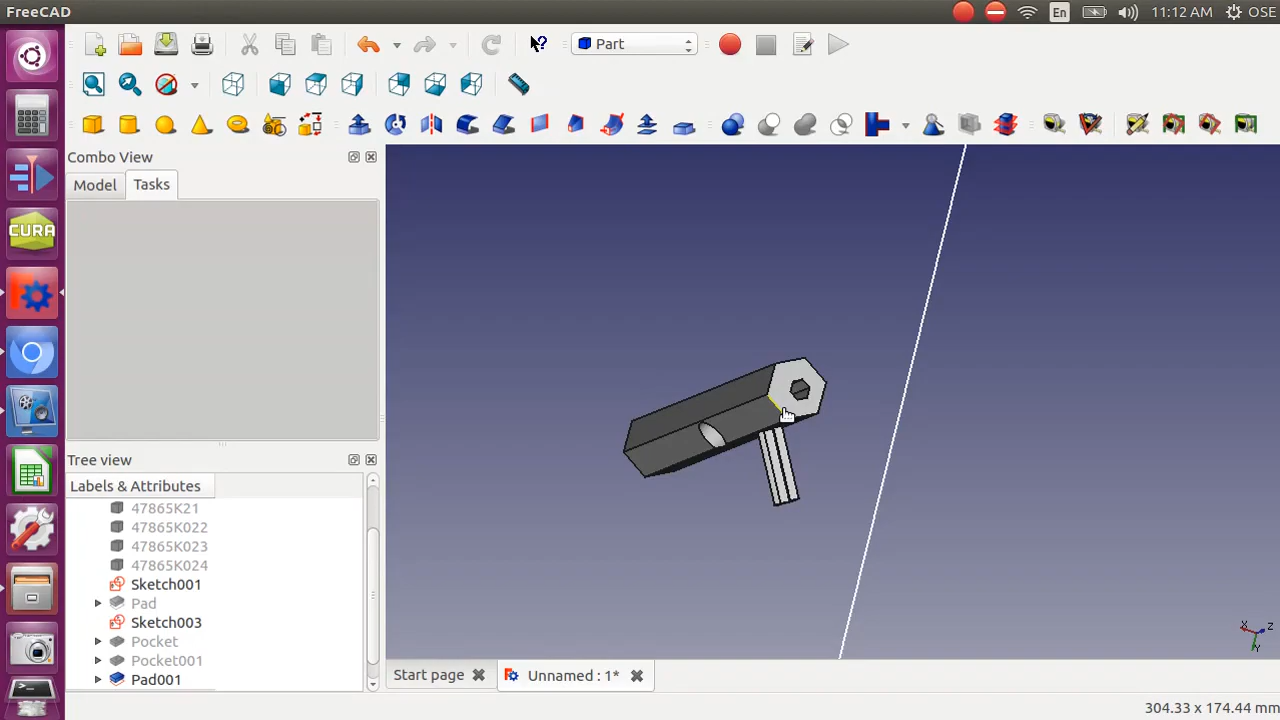 FreeCAD
En
11:12 AM
OSE
Part
Combo View
Model
Tasks
CURA
Tree view
Labels & Attributes
47865K21
47865K022
47865K023
47865K024
Sketch001
Pad
Sketch003
Pocket
Pocket001
Pad001
X
Z
Y
Start page
Unnamed : 1*
304.33 x 174.44 mm